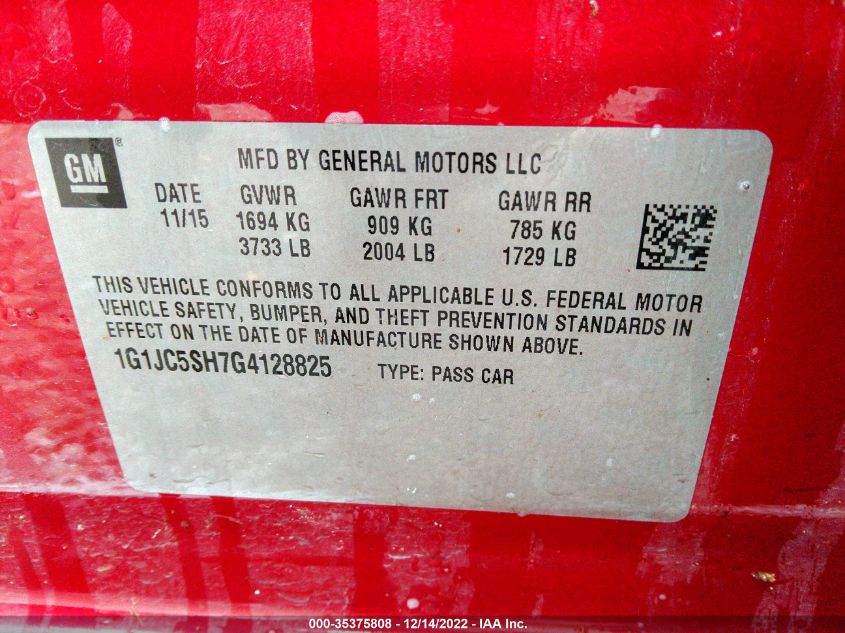 GM®
MFD BY GENERAL MOTORS LLC
DATE GVWR GAWR FRT GAWR RR
11/15 1694 KG 909 KG 785 KG
3733 LB 2004 LB 1729 LB
THIS VEHICLE CONFORMS TO ALL APPLICABLE U.S. FEDERAL MOTOR
VEHICLE SAFETY, BUMPER, AND THEFT PREVENTION STANDARDS IN
EFFECT ON THE DATE OF MANUFACTURE SHOWN ABOVE.
1G1JC5SH7G4128825 TYPE: PASS CAR
000-35375808 - 12/14/2022 - IAA Inc.